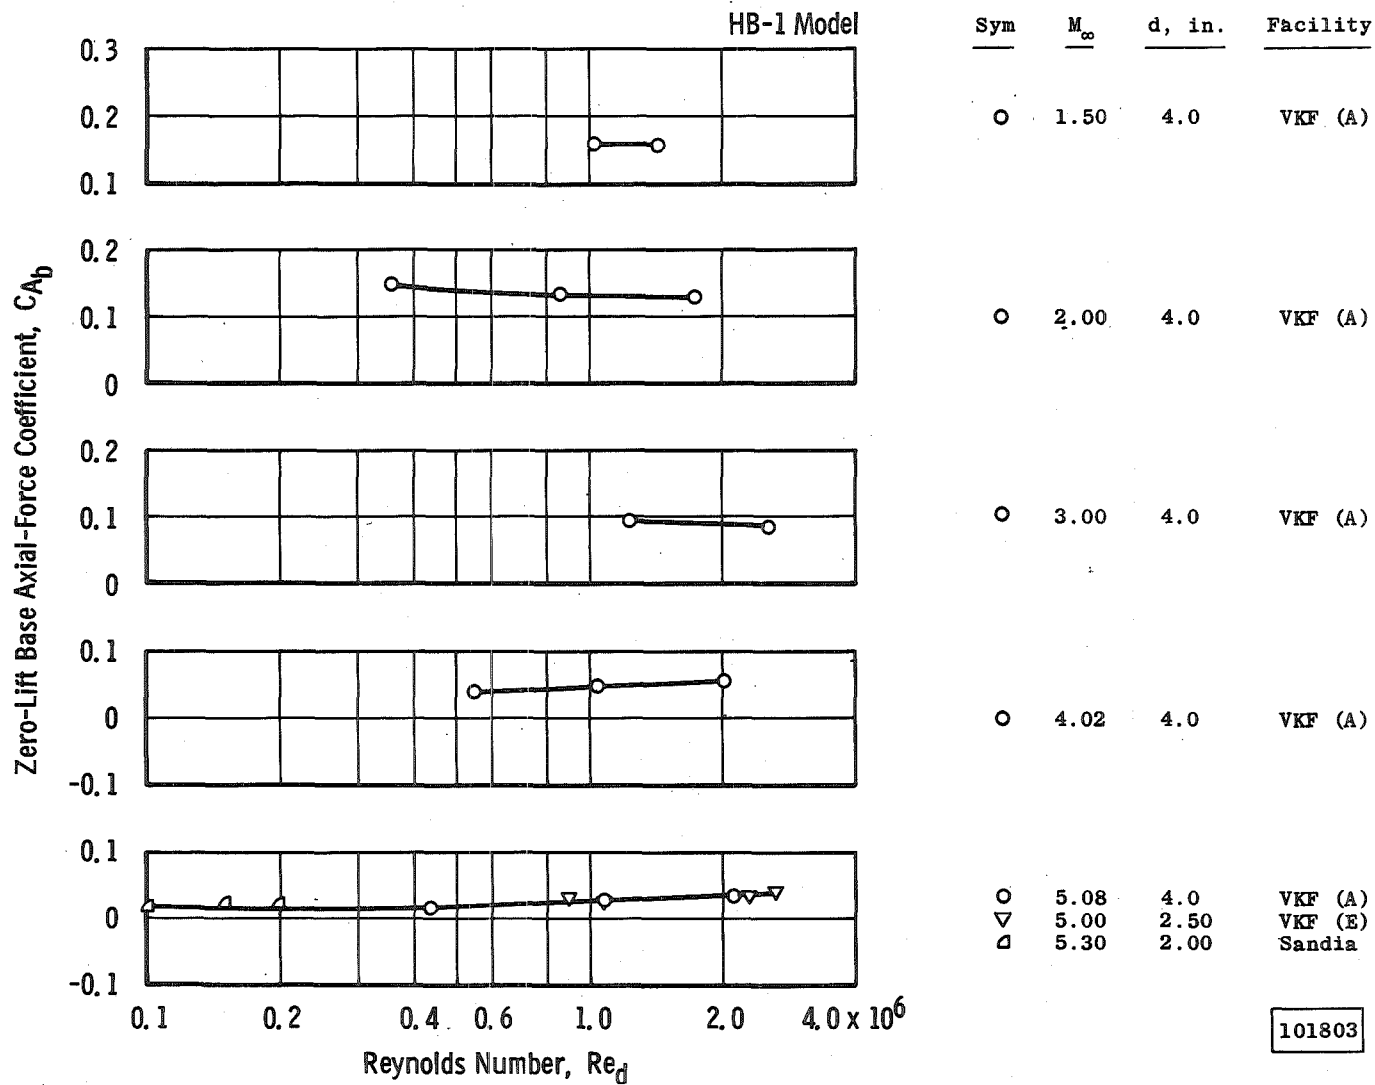 HB-1 Model
Sym M∞ d, in. Facility
0.3
0.2
0.1
1.50 4.0 VKF (A)
0.2
0.1
0
2.00 4.0 VKF (A)
0.2
0.1
0
3.00 4.0 VKF (A)
0.1
0
-0.1
4.02 4.0 VKF (A)
0.1
0
-0.1
5.08 4.0 VKF (A)
5.00 2.50 VKF (E)
5.30 2.00 Sandia
Zero-Lift Base Axial-Force Coefficient, CAb
0.1 0.2 0.4 0.6 1.0 2.0 4.0 x 10⁶
Reynolds Number, Red
101803